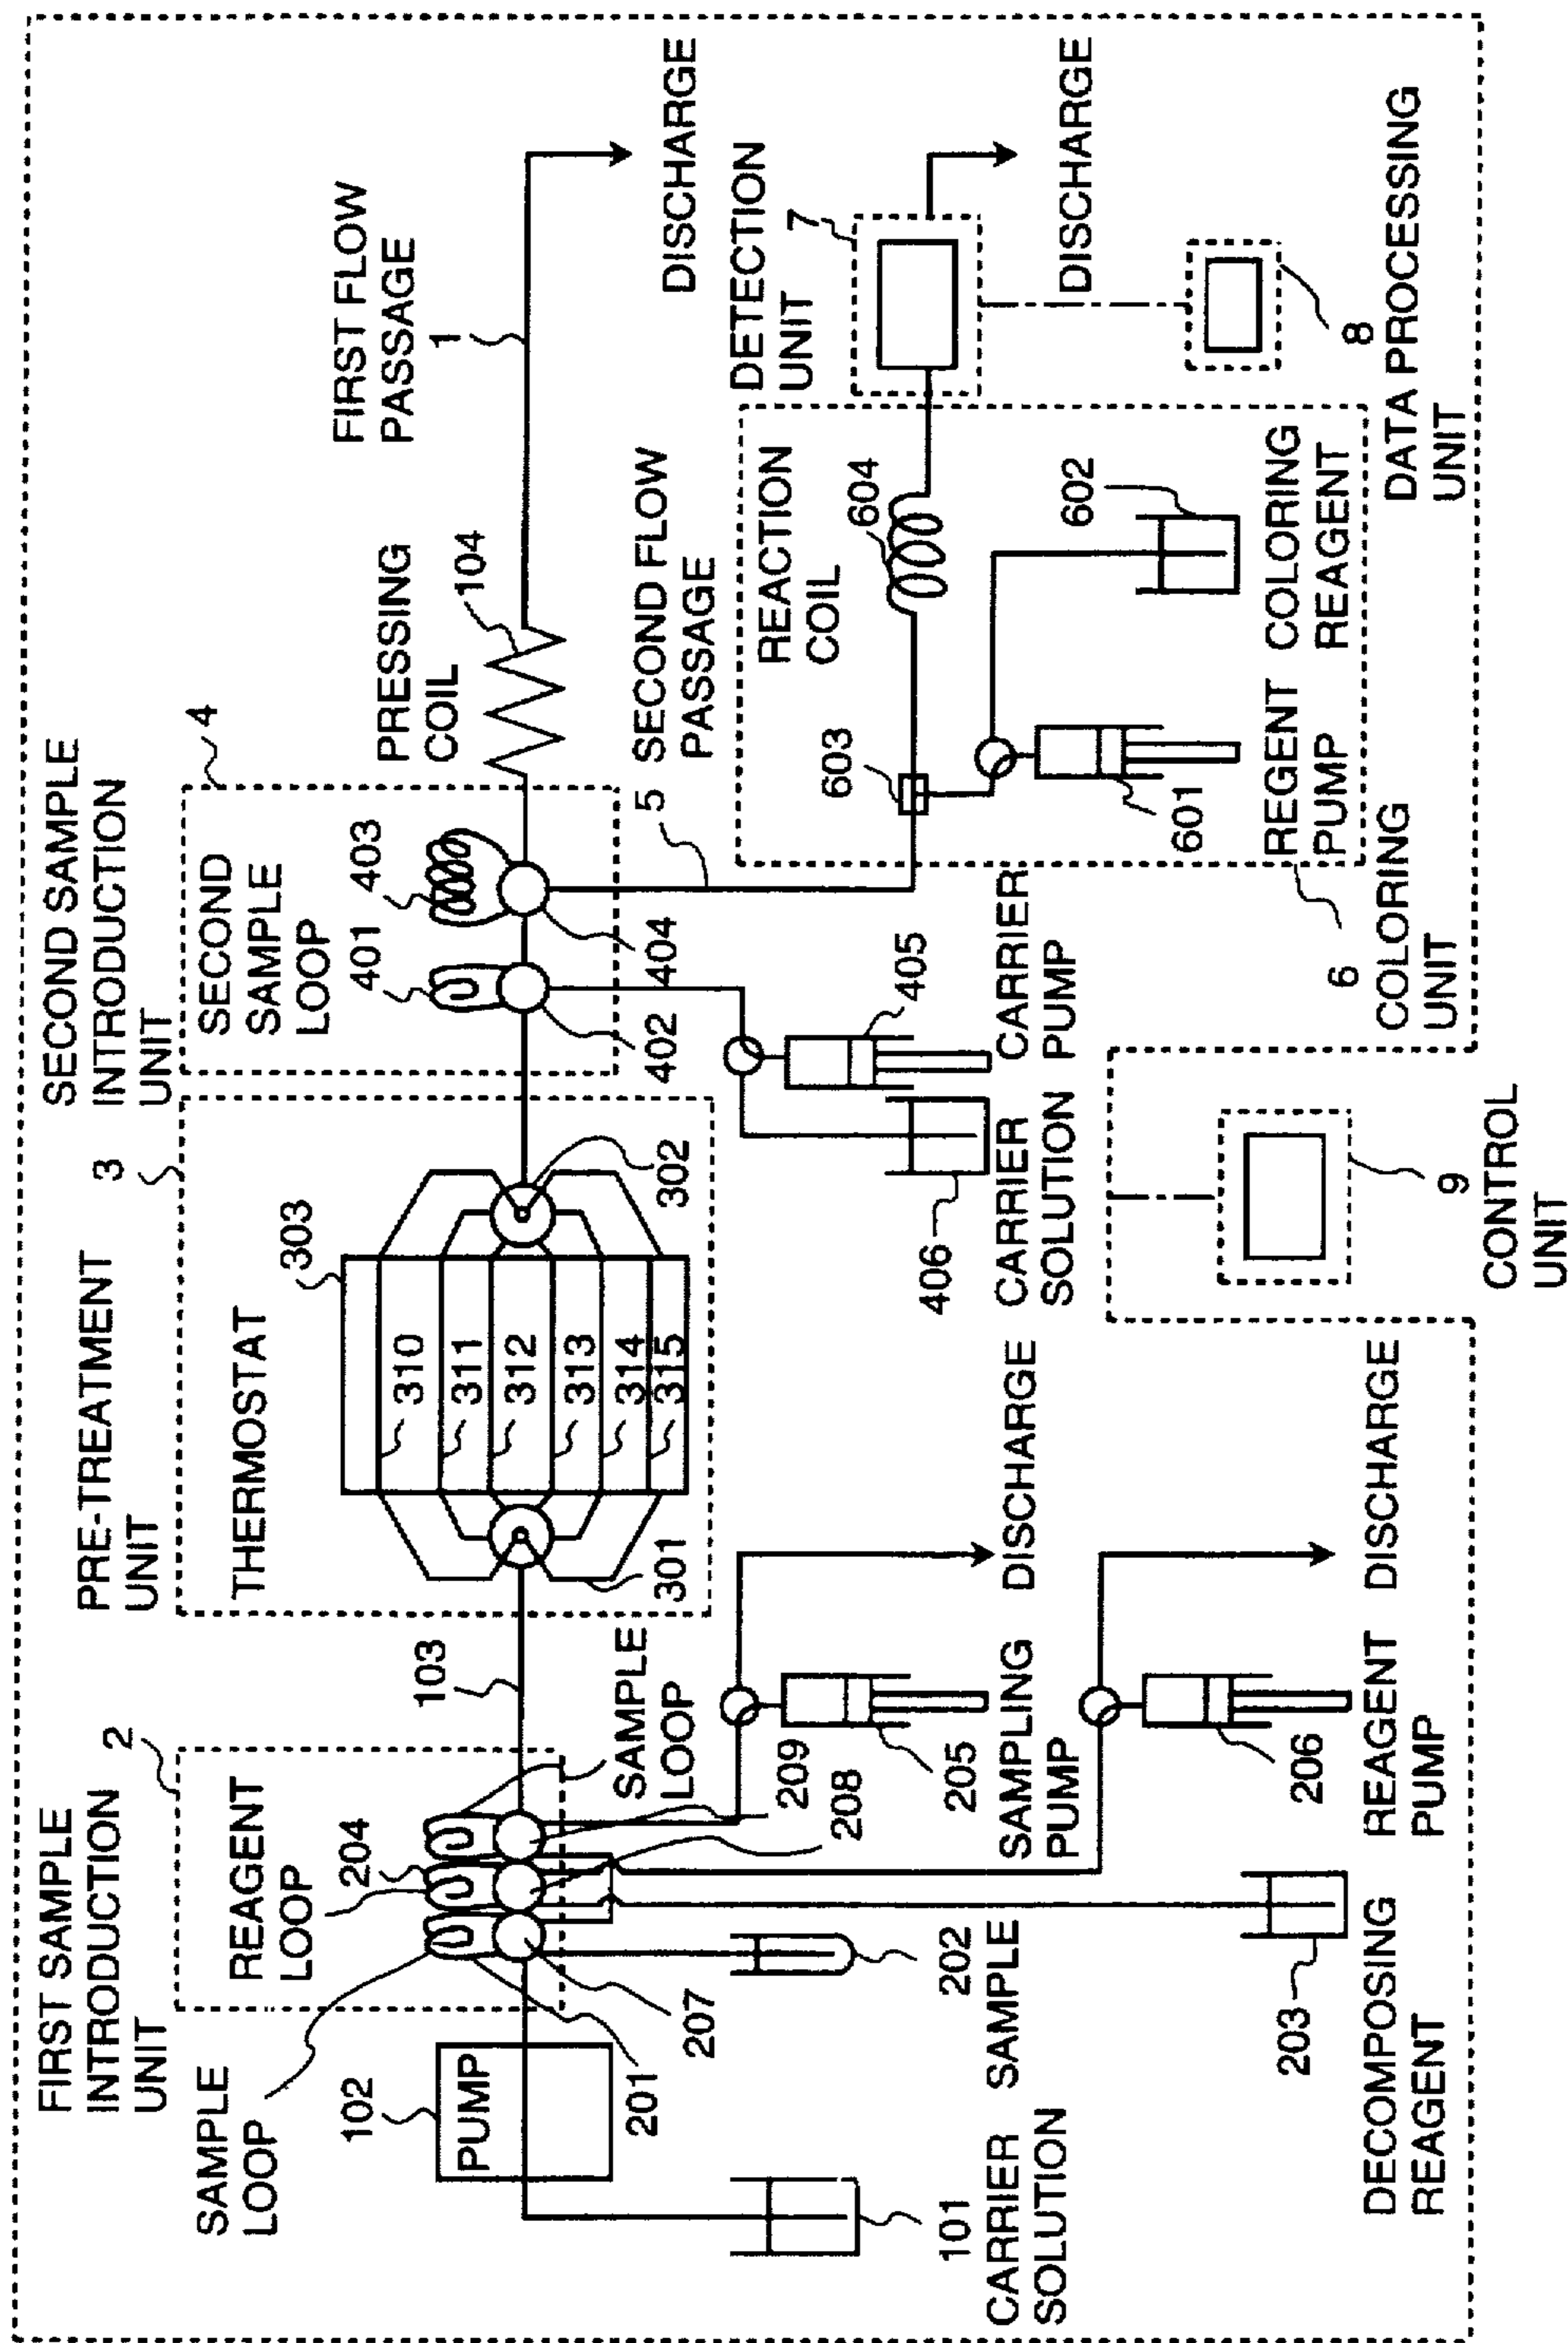 FIRST SAMPLE
INTRODUCTION
UNIT
2
PRE-TREATMENT
UNIT
3
SECOND SAMPLE
INTRODUCTION
UNIT
4
SAMPLE
LOOP
REAGENT
LOOP
204
THERMOSTAT
303
SECOND
SAMPLE
LOOP
401
403
PRESSING
COIL
104
FIRST FLOW
PASSAGE
1
DISCHARGE
102
PUMP
201
207
103
SAMPLE
LOOP
301
310
311
312
313
314
315
302
402
404
5
SECOND FLOW
PASSAGE
DETECTION
UNIT
7
DISCHARGE
REACTION
COIL
604
603
601
602
REGENT
PUMP
COLORING
REAGENT
8
DATA PROCESSING
UNIT
6
COLORING
UNIT
405
CARRIER
PUMP
406
CARRIER
SOLUTION
209
208
205
SAMPLING
PUMP
DISCHARGE
206
REAGENT
PUMP
DISCHARGE
101
CARRIER
SOLUTION
202
SAMPLE
203
DECOMPOSING
REAGENT
9
CONTROL
UNIT